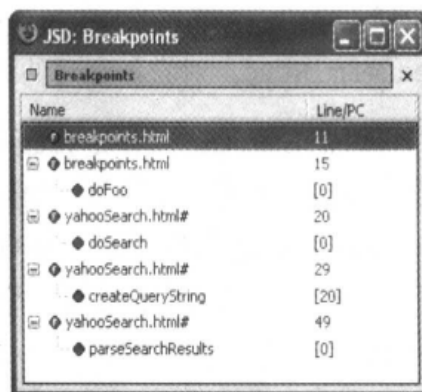 JSD: Breakpoints
Breakpoints
Name Line/PC
breakpoints.html 11
breakpoints.html 15
doFoo [0]
yahooSearch.html# 20
doSearch [0]
yahooSearch.html# 29
createQueryString [20]
yahooSearch.html# 49
parseSearchResults [0]